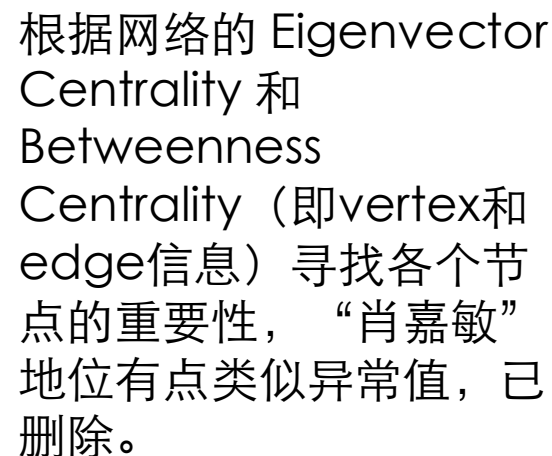 根据网络的 Eigenvector
Centrality 和
Betweenness
Centrality（即vertex和
edge信息）寻找各个节
点的重要性，“肖嘉敏”
地位有点类似异常值，已
删除。